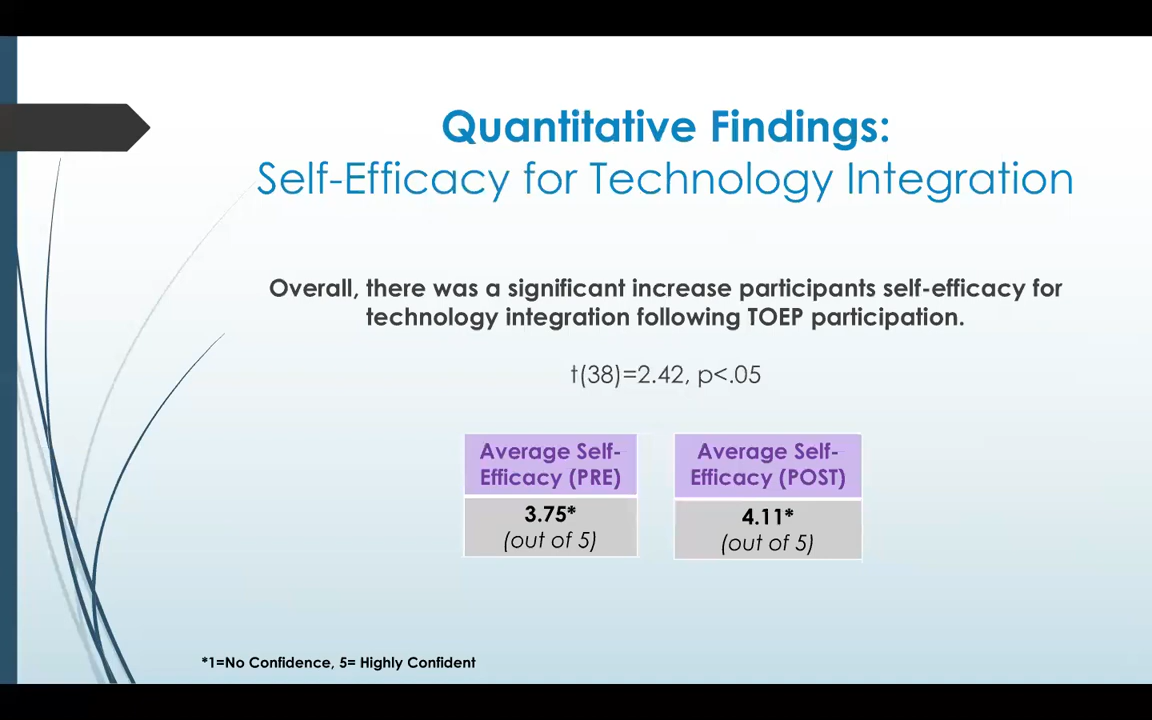 Quantitative Findings:
Self-Efficacy for Technology Integration
Overall, there was a significant increase participants self-efficacy for
technology integration following TOEP participation.
t(38)=2.42, p<.05
Average Self-
Efficacy (PRE)
3.75*
(out of 5)
Average Self-
Efficacy (POST)
4.11*
(out of 5)
*1=No Confidence, 5= Highly Confident